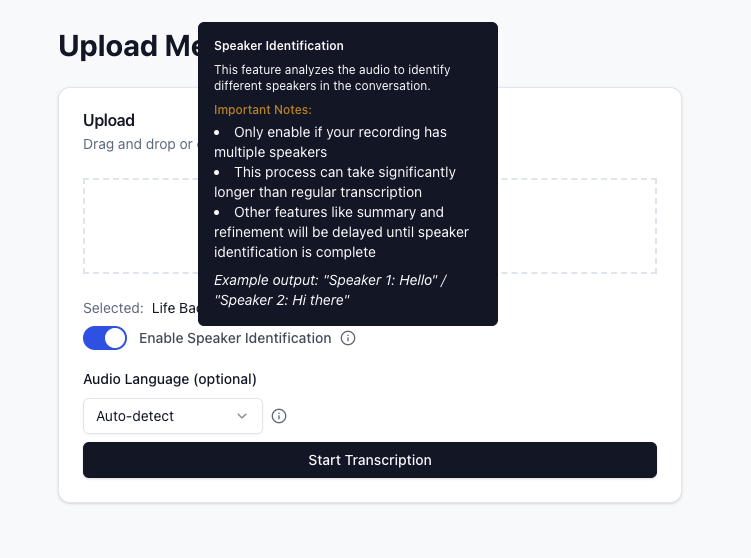 Upload Me
Speaker Identification
This feature analyzes the audio to identify
different speakers in the conversation.
Important Notes:
• Only enable if your recording has
multiple speakers
• This process can take significantly
longer than regular transcription
• Other features like summary and
refinement will be delayed until speaker
identification is complete
Example output: "Speaker 1: Hello" /
"Speaker 2: Hi there"
Upload
Drag and drop or
Selected: Life Ba
Enable Speaker Identification
Audio Language (optional)
Auto-detect
Start Transcription